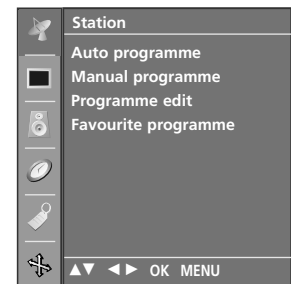 Station
Auto programme
Manual programme
Programme edit
Favourite programme
▲▼ ◄► OK MENU